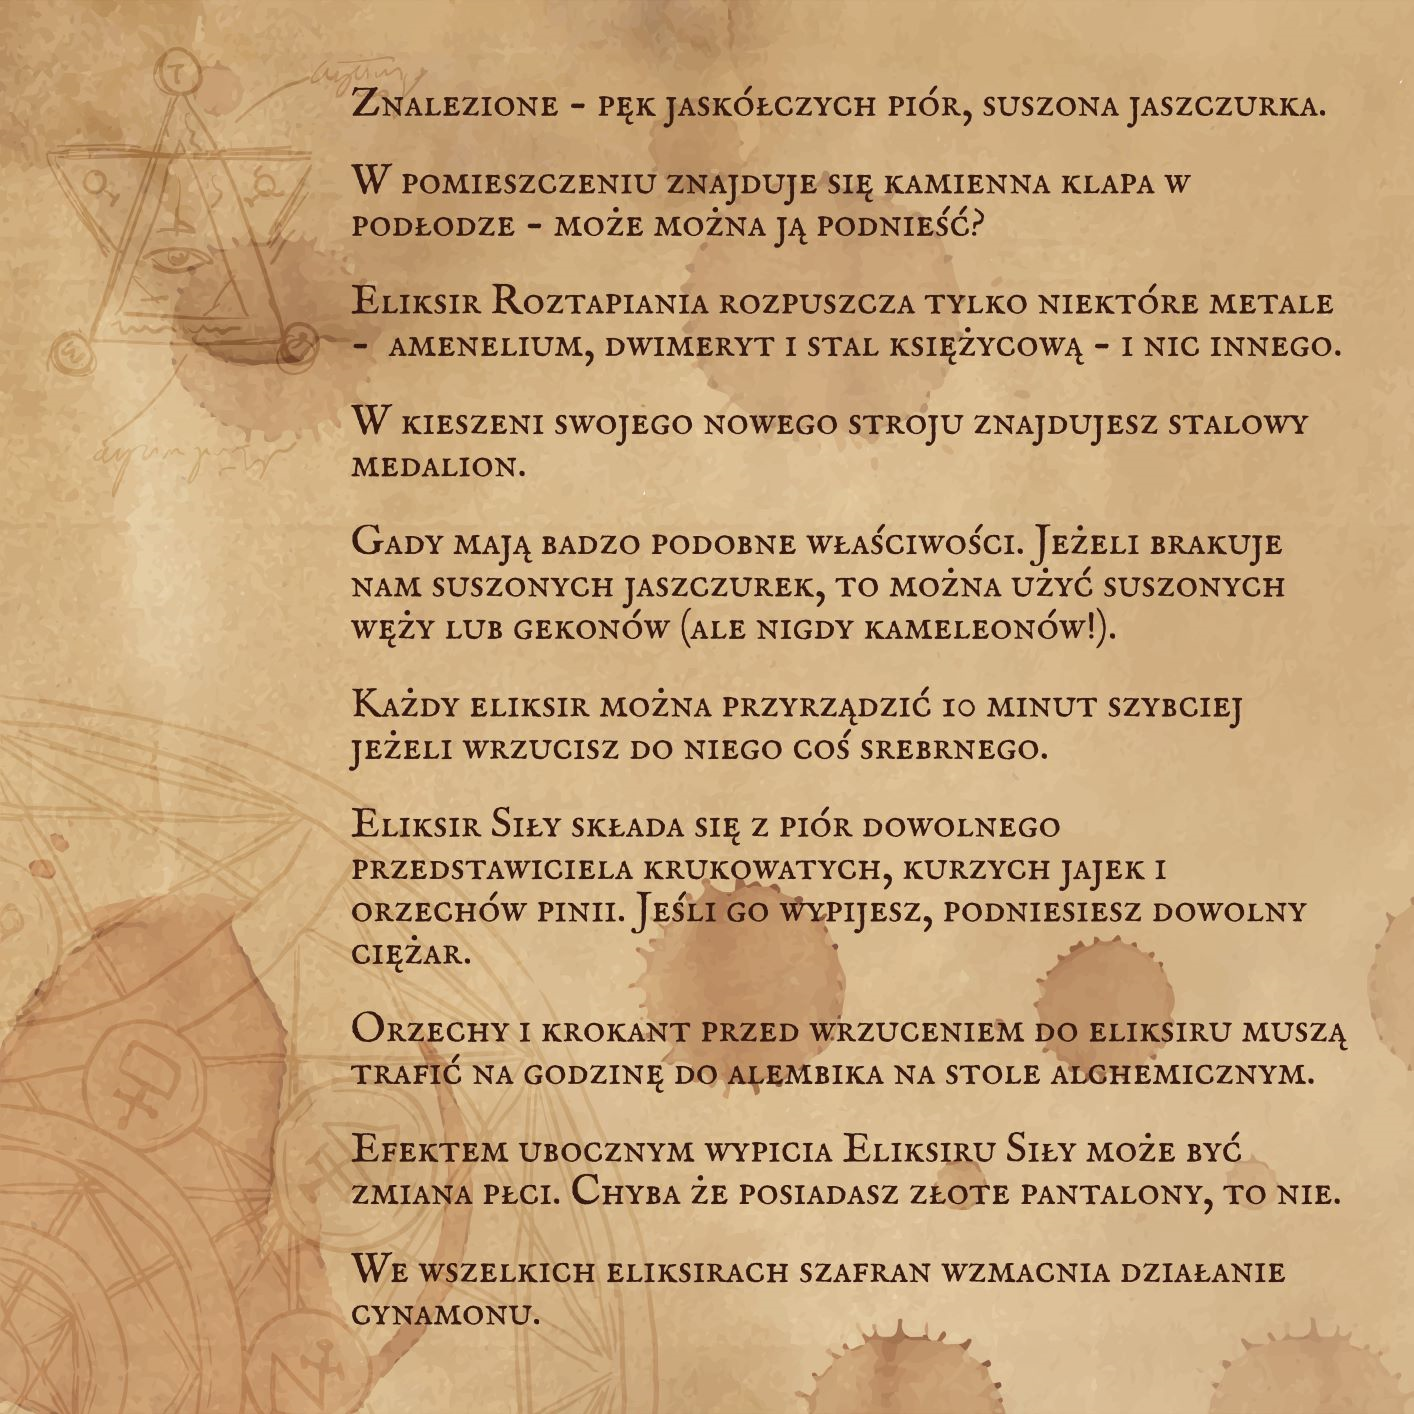 Znalezione - pęk jaskółczych piór, suszona jaszczurka.
W pomieszczeniu znajduje się kamienna klapa w
podłodze - może można ją podnieść?
Eliksir Roztapiania rozpuszcza tylko niektóre metale
- amenelium, dwimeryt i stal księżycową - i nic innego.
W kieszeni swojego nowego stroju znajdujesz stalowy
medalion.
Gady mają badzo podobne właściwości. Jeżeli brakuje
nam suszonych jaszczurek, to można użyć suszonych
węży lub gekonów (ale nigdy kameleonów!).
Każdy eliksir można przyrządzić 10 minut szybciej
jeżeli wrzucisz do niego coś srebrnego.
Eliksir Siły składa się z piór dowolnego
przedstawiciela krukowatych, kurzych jajek i
orzechów pinii. Jeśli go wypijesz, podniesiesz dowolny
ciężar.
Orzechy i krokant przed wrzuceniem do eliksiru muszą
trafić na godzinę do alembika na stole alchemicznym.
Efektem ubocznym wypicia Eliksiru Siły może być
zmiana płci. Chyba że posiadasz złote pantalony, to nie.
We wszelkich eliksirach szafran wzmacnia działanie
cynamonu.